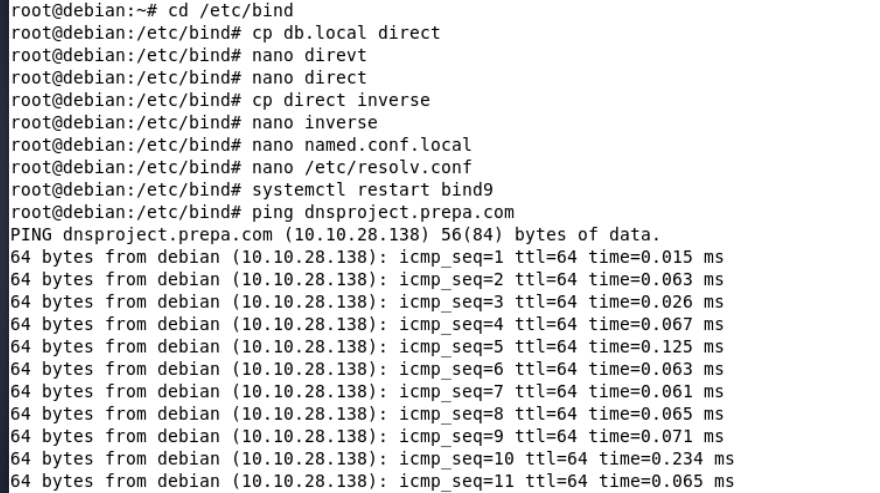 root@debian:~# cd /etc/bind
root@debian:/etc/bind# cp db.local direct
root@debian:/etc/bind# nano direvt
root@debian:/etc/bind# nano direct
root@debian:/etc/bind# cp direct inverse
root@debian:/etc/bind# nano inverse
root@debian:/etc/bind# nano named.conf.local
root@debian:/etc/bind# nano /etc/resolv.conf
root@debian:/etc/bind# systemctl restart bind9
root@debian:/etc/bind# ping dnsproject.prepa.com
PING dnsproject.prepa.com (10.10.28.138) 56(84) bytes of data.
64 bytes from debian (10.10.28.138): icmp_seq=1 ttl=64 time=0.015 ms
64 bytes from debian (10.10.28.138): icmp_seq=2 ttl=64 time=0.063 ms
64 bytes from debian (10.10.28.138): icmp_seq=3 ttl=64 time=0.026 ms
64 bytes from debian (10.10.28.138): icmp_seq=4 ttl=64 time=0.067 ms
64 bytes from debian (10.10.28.138): icmp_seq=5 ttl=64 time=0.125 ms
64 bytes from debian (10.10.28.138): icmp_seq=6 ttl=64 time=0.063 ms
64 bytes from debian (10.10.28.138): icmp_seq=7 ttl=64 time=0.061 ms
64 bytes from debian (10.10.28.138): icmp_seq=8 ttl=64 time=0.065 ms
64 bytes from debian (10.10.28.138): icmp_seq=9 ttl=64 time=0.071 ms
64 bytes from debian (10.10.28.138): icmp_seq=10 ttl=64 time=0.234 ms
64 bytes from debian (10.10.28.138): icmp_seq=11 ttl=64 time=0.065 ms